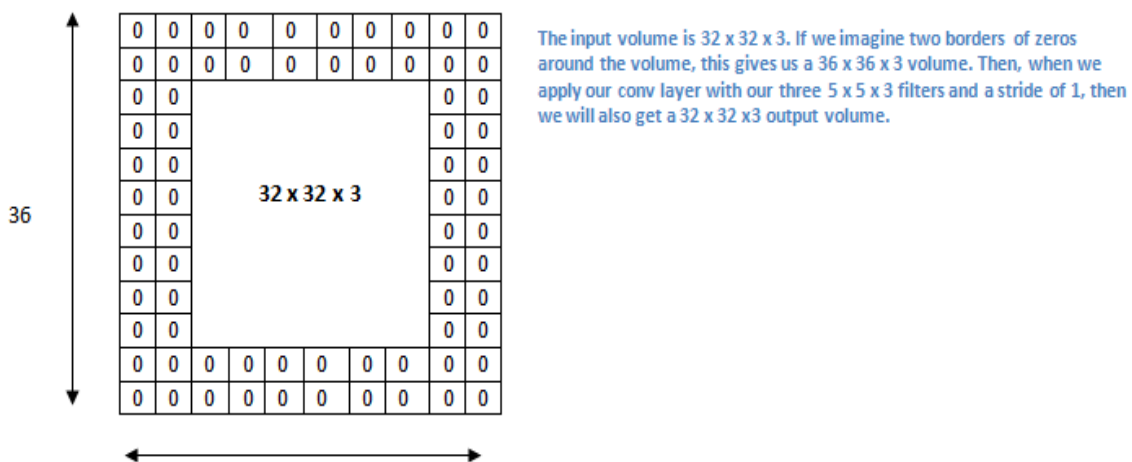 0 0 0 0 0 0 0 0 0 0
0 0 0 0 0 0 0 0 0 0
0 0 0 0
0 0 0 0
0 0 0 0
0 0 32 x 32 x 3 0 0
36
0 0 0 0
0 0 0 0
0 0 0 0
0 0 0 0
0 0 0 0 0 0 0 0 0 0
0 0 0 0 0 0 0 0 0 0
The input volume is 32 x 32 x 3. If we imagine two borders of zeros
around the volume, this gives us a 36 x 36 x 3 volume. Then, when we
apply our conv layer with our three 5 x 5 x 3 filters and a stride of 1, then
we will also get a 32 x 32 x3 output volume.